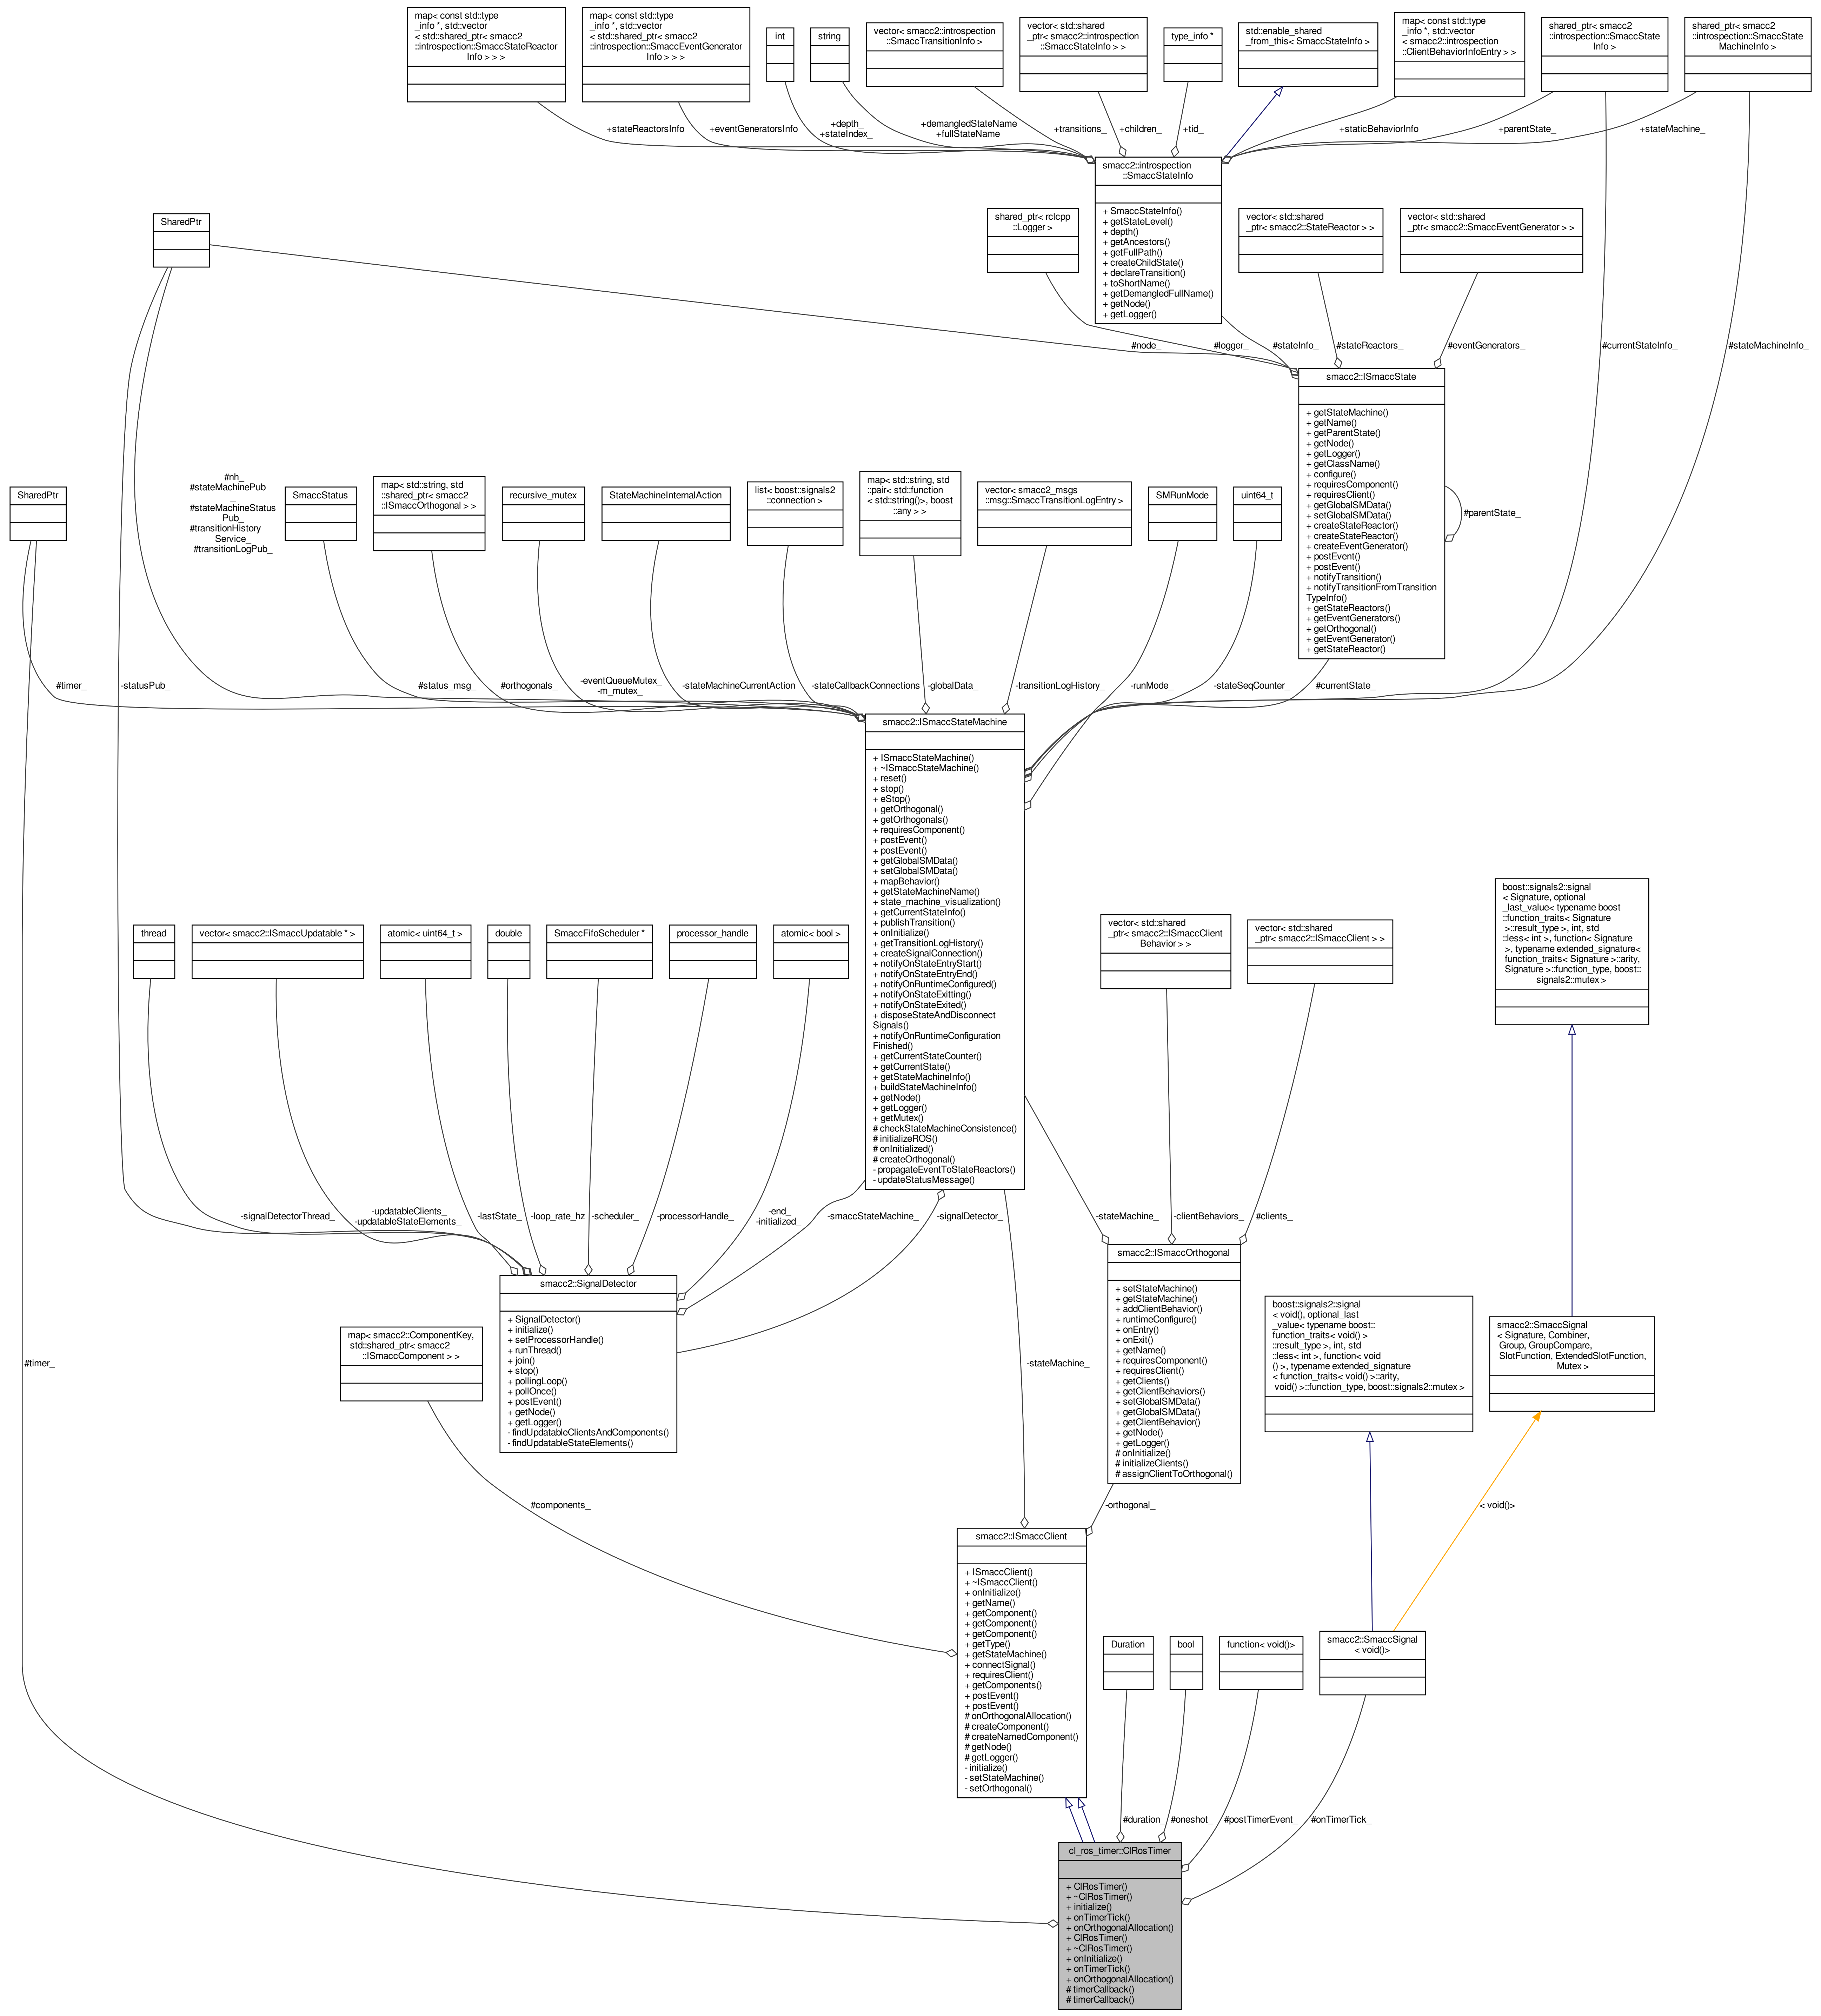 map< const std::type
_info *, std::vector
< std::shared_ptr< smacc2
::introspection::SmaccStateReactor
Info > > >
map< const std::type
_info *, std::vector
< std::shared_ptr< smacc2
::introspection::SmaccEventGenerator
Info > > >
int
string
vector< smacc2::introspection
::SmaccTransitionInfo >
vector< std::shared
_ptr< smacc2::introspection
::SmaccStateInfo > >
type_info *
std::enable_shared
_from_this< SmaccStateInfo >
map< const std::type
_info *, std::vector
< smacc2::introspection
::ClientBehaviorInfoEntry > >
shared_ptr< smacc2
::introspection::SmaccState
Info >
shared_ptr< smacc2
::introspection::SmaccState
MachineInfo >
+stateReactorsInfo
+eventGeneratorsInfo
+depth_
+stateIndex_
+demangledStateName
+fullStateName
+transitions_
+children_
+tid_
+staticBehaviorInfo
+parentState_
+stateMachine_
smacc2::introspection
::SmaccStateInfo
+ SmaccStateInfo()
+ getStateLevel()
+ depth()
+ getAncestors()
+ getFullPath()
+ createChildState()
+ declareTransition()
+ toShortName()
+ getDemangledFullName()
+ getNode()
+ getLogger()
SharedPtr
shared_ptr< rclcpp
::Logger >
vector< std::shared
_ptr< smacc2::StateReactor > >
vector< std::shared
_ptr< smacc2::SmaccEventGenerator > >
#node_
#logger_
#stateInfo_
#stateReactors_
#eventGenerators_
#currentStateInfo_
#stateMachineInfo_
smacc2::ISmaccState
+ getStateMachine()
+ getName()
+ getParentState()
+ getNode()
+ getLogger()
+ getClassName()
+ configure()
+ requiresComponent()
+ requiresClient()
+ getGlobalSMData()
+ setGlobalSMData()
+ createStateReactor()
+ createStateReactor()
+ createEventGenerator()
+ postEvent()
+ postEvent()
+ notifyTransition()
+ notifyTransitionFromTransition
TypeInfo()
+ getStateReactors()
+ getEventGenerators()
+ getOrthogonal()
+ getEventGenerator()
+ getStateReactor()
#parentState_
SharedPtr
#nh_
#stateMachinePub
_
#stateMachineStatus
Pub_
#transitionHistory
Service_
#transitionLogPub_
SmaccStatus
map< std::string, std
::shared_ptr< smacc2
::ISmaccOrthogonal > >
recursive_mutex
StateMachineInternalAction
list< boost::signals2
::connection >
map< std::string, std
::pair< std::function
< std::string()>, boost
::any > >
vector< smacc2_msgs
::msg::SmaccTransitionLogEntry >
SMRunMode
uint64_t
#timer_
-statusPub_
#status_msg_
#orthogonals_
-eventQueueMutex_
-m_mutex_
-stateMachineCurrentAction
-stateCallbackConnections
-globalData_
-transitionLogHistory_
-runMode_
-stateSeqCounter_
#currentState_
smacc2::ISmaccStateMachine
+ ISmaccStateMachine()
+ ~ISmaccStateMachine()
+ reset()
+ stop()
+ eStop()
+ getOrthogonal()
+ getOrthogonals()
+ requiresComponent()
+ postEvent()
+ postEvent()
+ getGlobalSMData()
+ setGlobalSMData()
+ mapBehavior()
+ getStateMachineName()
+ state_machine_visualization()
+ getCurrentStateInfo()
+ publishTransition()
+ onInitialize()
+ getTransitionLogHistory()
+ createSignalConnection()
+ notifyOnStateEntryStart()
+ notifyOnStateEntryEnd()
+ notifyOnRuntimeConfigured()
+ notifyOnStateExitting()
+ notifyOnStateExited()
+ disposeStateAndDisconnect
Signals()
+ notifyOnRuntimeConfiguration
Finished()
+ getCurrentStateCounter()
+ getCurrentState()
+ getStateMachineInfo()
+ buildStateMachineInfo()
+ getNode()
+ getLogger()
+ getMutex()
# checkStateMachineConsistence()
# initializeROS()
# onInitialized()
# createOrthogonal()
- propagateEventToStateReactors()
- updateStatusMessage()
thread
vector< smacc2::ISmaccUpdatable * >
atomic< uint64_t >
double
SmaccFifoScheduler *
processor_handle
atomic< bool >
vector< std::shared
_ptr< smacc2::ISmaccClient
Behavior > >
vector< std::shared
_ptr< smacc2::ISmaccClient > >
boost::signals2::signal
< Signature, optional
_last_value< typename boost
::function_traits< Signature
>::result_type >, int, std
::less< int >, function< Signature
>, typename extended_signature<
function_traits< Signature >::arity,
Signature >::function_type, boost::
signals2::mutex >
-signalDetectorThread_
-updatableClients_
-updatableStateElements_
-lastState_
-loop_rate_hz
-scheduler_
-processorHandle_
-end_
-initialized_
-smaccStateMachine_
-signalDetector_
-stateMachine_
-clientBehaviors_
#clients_
smacc2::SignalDetector
+ SignalDetector()
+ initialize()
+ setProcessorHandle()
+ runThread()
+ join()
+ stop()
+ pollingLoop()
+ pollOnce()
+ postEvent()
+ getNode()
+ getLogger()
- findUpdatableClientsAndComponents()
- findUpdatableStateElements()
smacc2::ISmaccOrthogonal
+ setStateMachine()
+ getStateMachine()
+ addClientBehavior()
+ runtimeConfigure()
+ onEntry()
+ onExit()
+ getName()
+ requiresComponent()
+ requiresClient()
+ getClients()
+ getClientBehaviors()
+ setGlobalSMData()
+ getGlobalSMData()
+ getClientBehavior()
+ getNode()
+ getLogger()
# onInitialize()
# initializeClients()
# assignClientToOrthogonal()
boost::signals2::signal
< void(), optional_last
_value< typename boost::
function_traits< void() >
::result_type >, int, std
::less< int >, function< void
() >, typename extended_signature
< function_traits< void() >::arity,
void() >::function_type, boost::signals2::mutex >
smacc2::SmaccSignal
< Signature, Combiner,
Group, GroupCompare,
SlotFunction, ExtendedSlotFunction,
Mutex >
map< smacc2::ComponentKey,
std::shared_ptr< smacc2
::ISmaccComponent > >
#timer_
-stateMachine_
#components_
-orthogonal_
< void()>
smacc2::ISmaccClient
+ ISmaccClient()
+ ~ISmaccClient()
+ onInitialize()
+ getName()
+ getComponent()
+ getComponent()
+ getComponent()
+ getType()
+ getStateMachine()
+ connectSignal()
+ requiresClient()
+ getComponents()
+ postEvent()
+ postEvent()
# onOrthogonalAllocation()
# createComponent()
# createNamedComponent()
# getNode()
# getLogger()
- initialize()
- setStateMachine()
- setOrthogonal()
Duration
bool
function< void()>
smacc2::SmaccSignal
< void()>
#duration_
#oneshot_
#postTimerEvent_
#onTimerTick_
cl_ros_timer::ClRosTimer
+ ClRosTimer()
+ ~ClRosTimer()
+ initialize()
+ onTimerTick()
+ onOrthogonalAllocation()
+ ClRosTimer()
+ ~ClRosTimer()
+ onInitialize()
+ onTimerTick()
+ onOrthogonalAllocation()
# timerCallback()
# timerCallback()